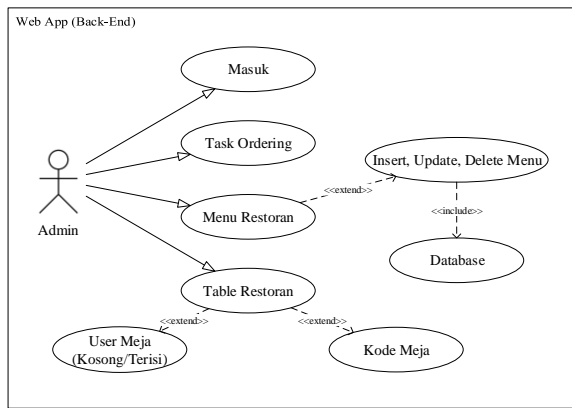 Web App (Back-End)
Masuk
Task Ordering
Insert, Update, Delete Menu
<<extend>>
Menu Restoran
<<include>>
Admin
Database
Table Restoran
<<extend>>
<<extend>>
User Meja
(Kosong/Terisi)
Kode Meja